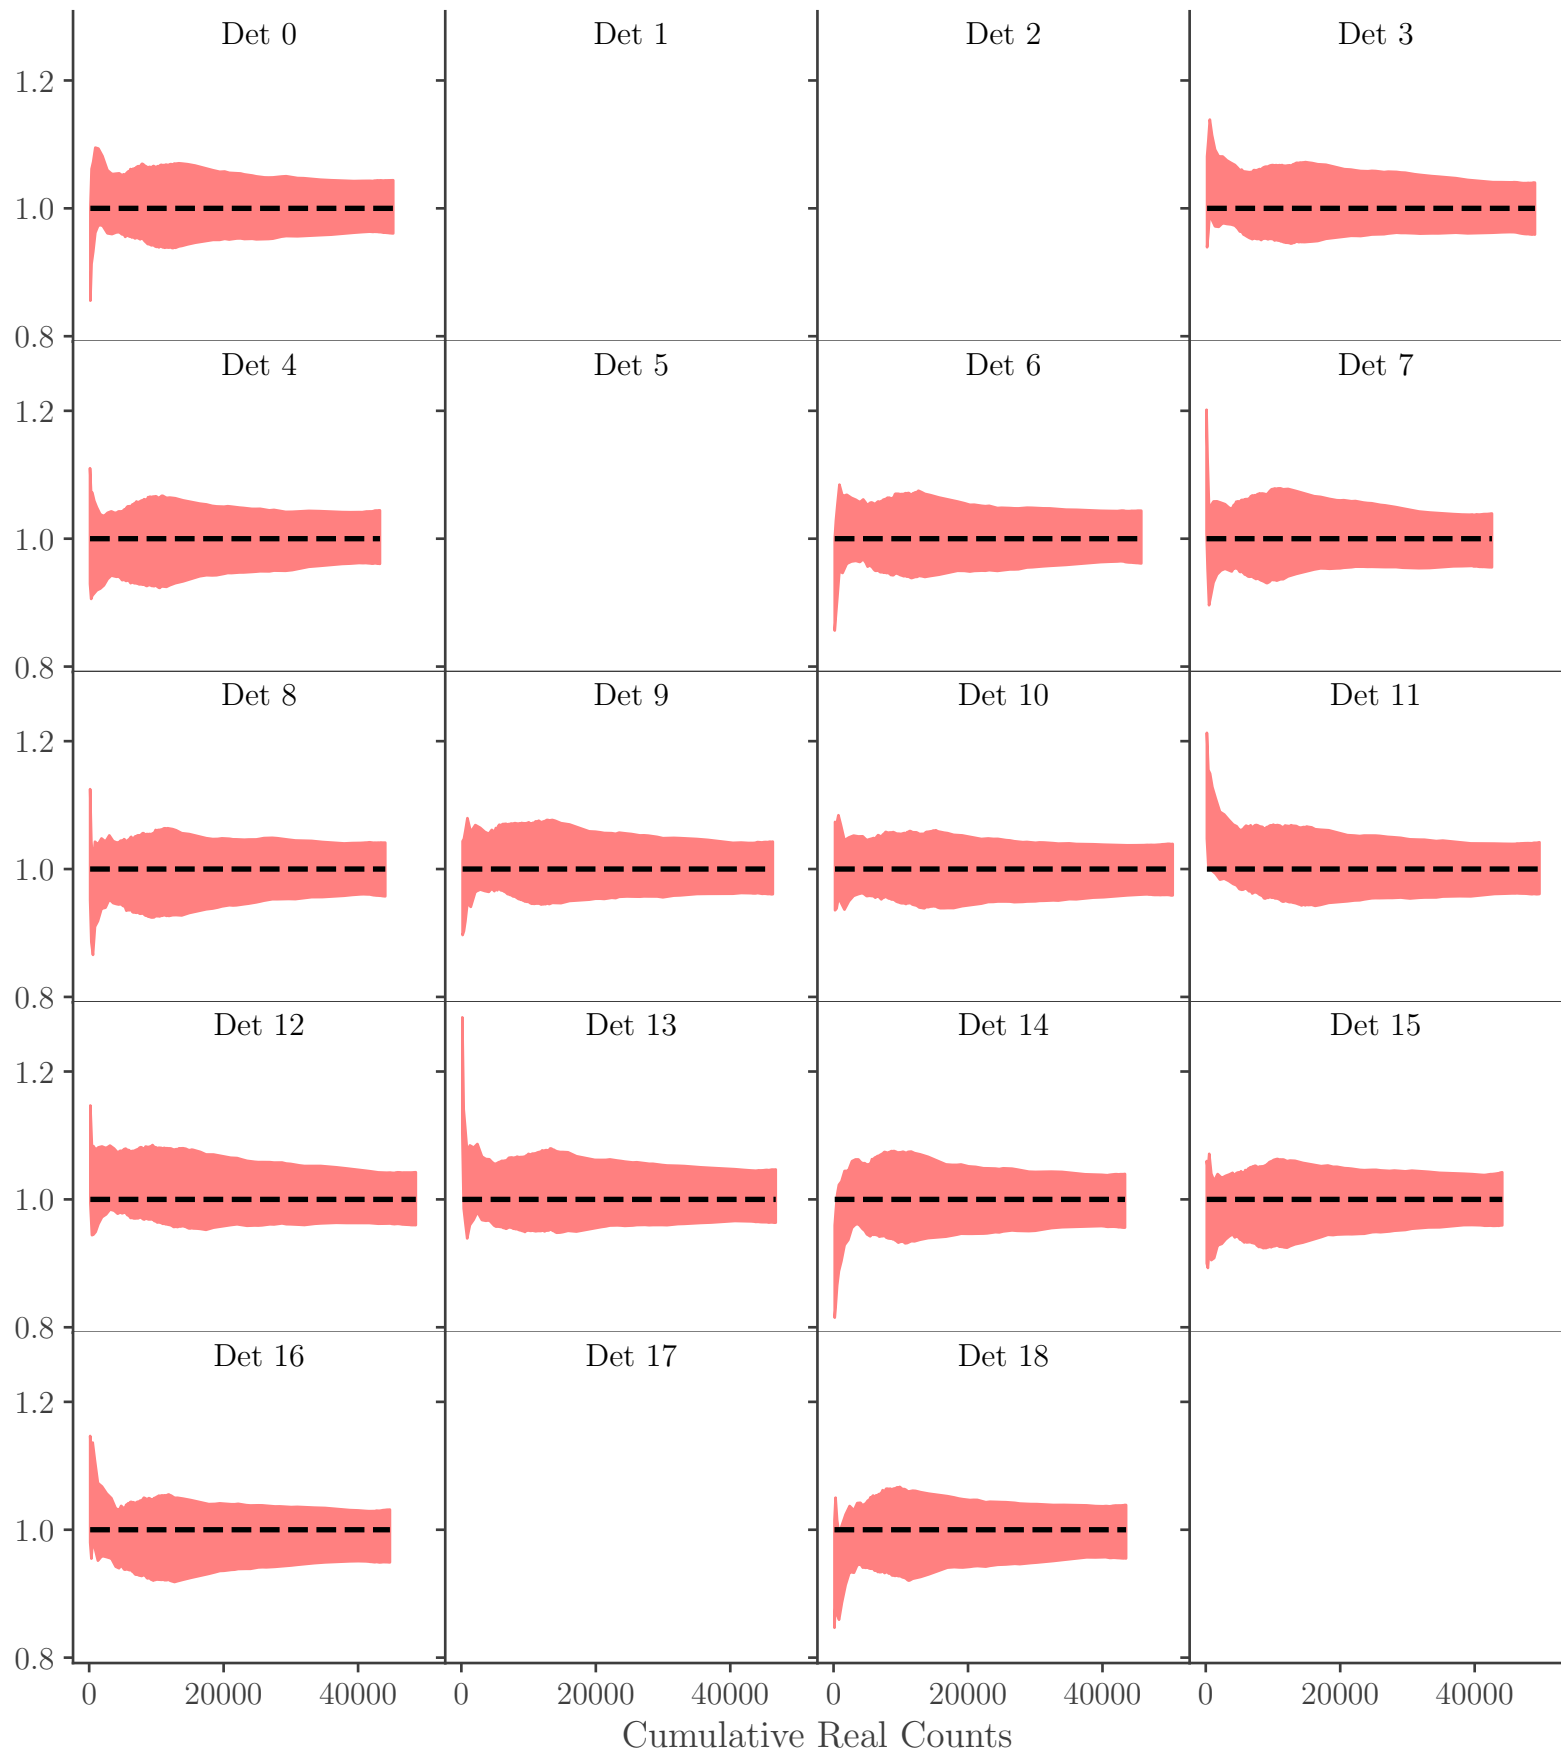 Det 0 Det 1 Det 2 Det 3
1.2
1.0
0.8
Det 4 Det 5 Det 6 Det 7
1.2
1.0
0.8
Det 8 Det 9 Det 10 Det 11
1.2
1.0
0.8
Det 12 Det 13 Det 14 Det 15
1.2
1.0
0.8
Det 16 Det 17 Det 18
1.2
1.0
0.8
0 20000 40000 0 20000 40000 0 20000 40000 0 20000 40000
Cumulative Real Counts